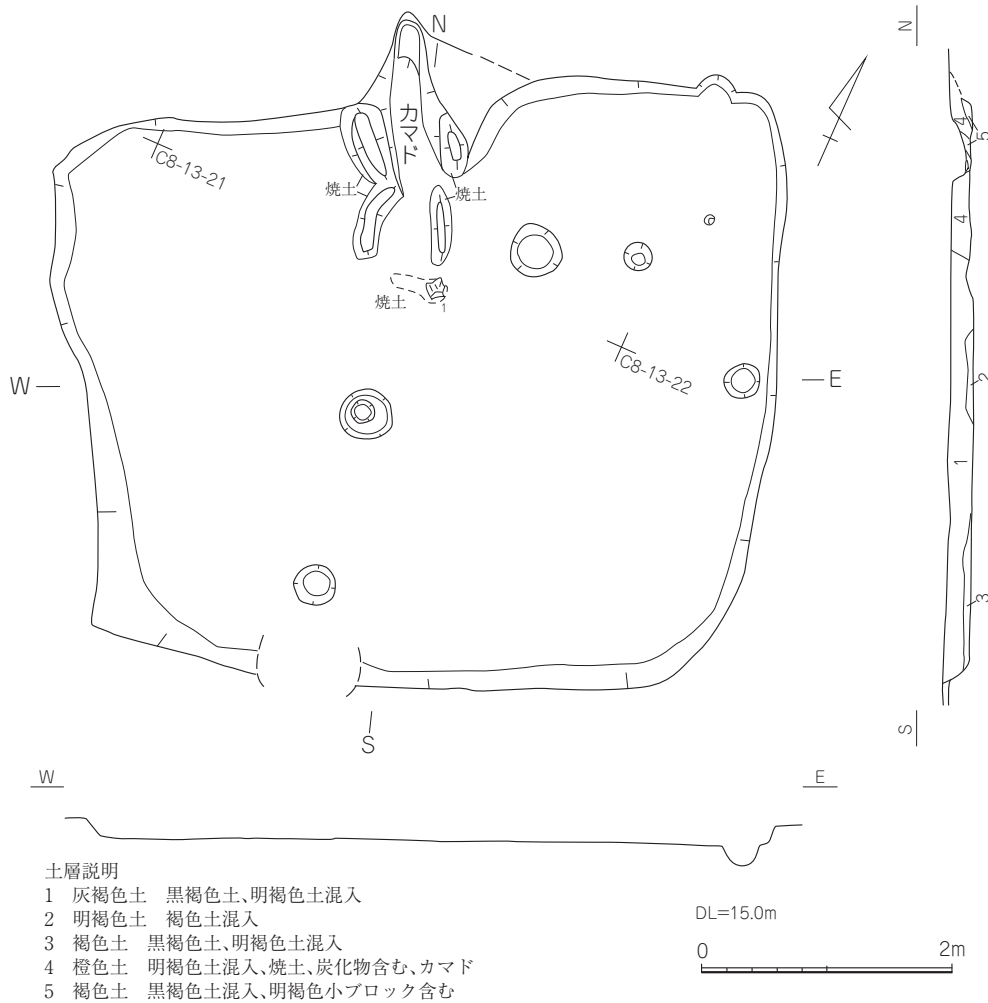 N
N
カマド
C8-13-21
焼土
焼土
焼土
1
C8-13-22
W
E
S
4
5
4
2
1
3
S
W
E
土層説明
1 灰褐色土 黒褐色土、明褐色土混入
2 明褐色土 褐色土混入
3 褐色土 黒褐色土、明褐色土混入
4 橙色土 明褐色土混入、焼土、炭化物含む、カマド
5 褐色土 黒褐色土混入、明褐色小ブロック含む
DL=15.0m
0 2m